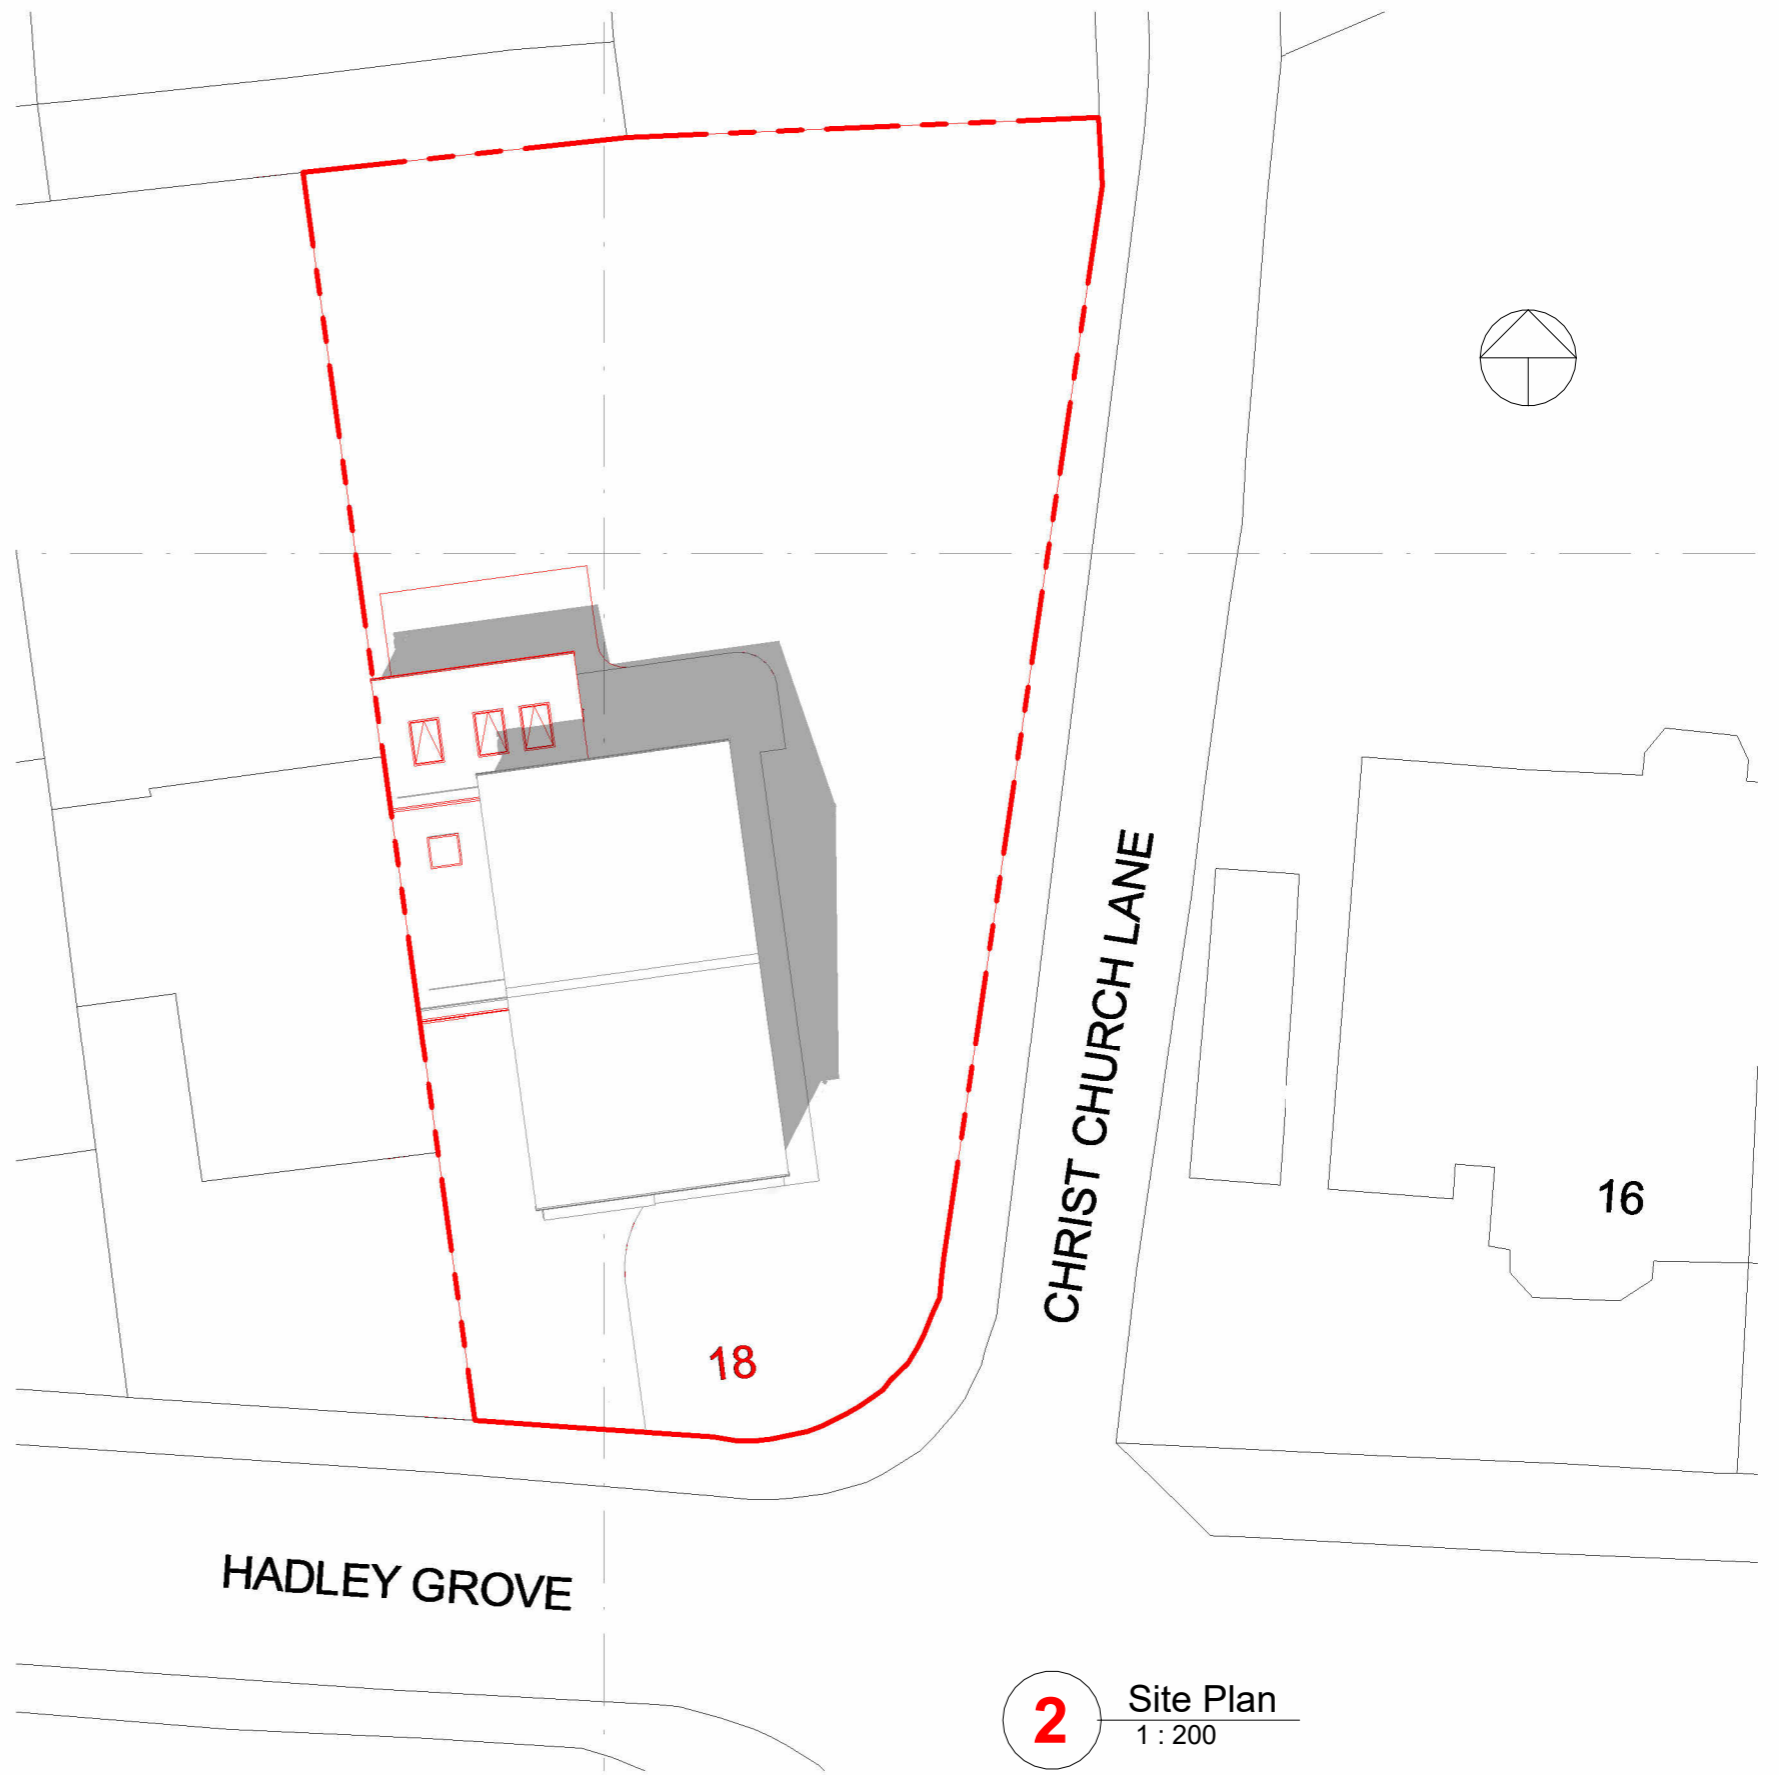 CHRIST CHURCH LANE
16
18
HADLEY GROVE
2
Site Plan
1 : 200